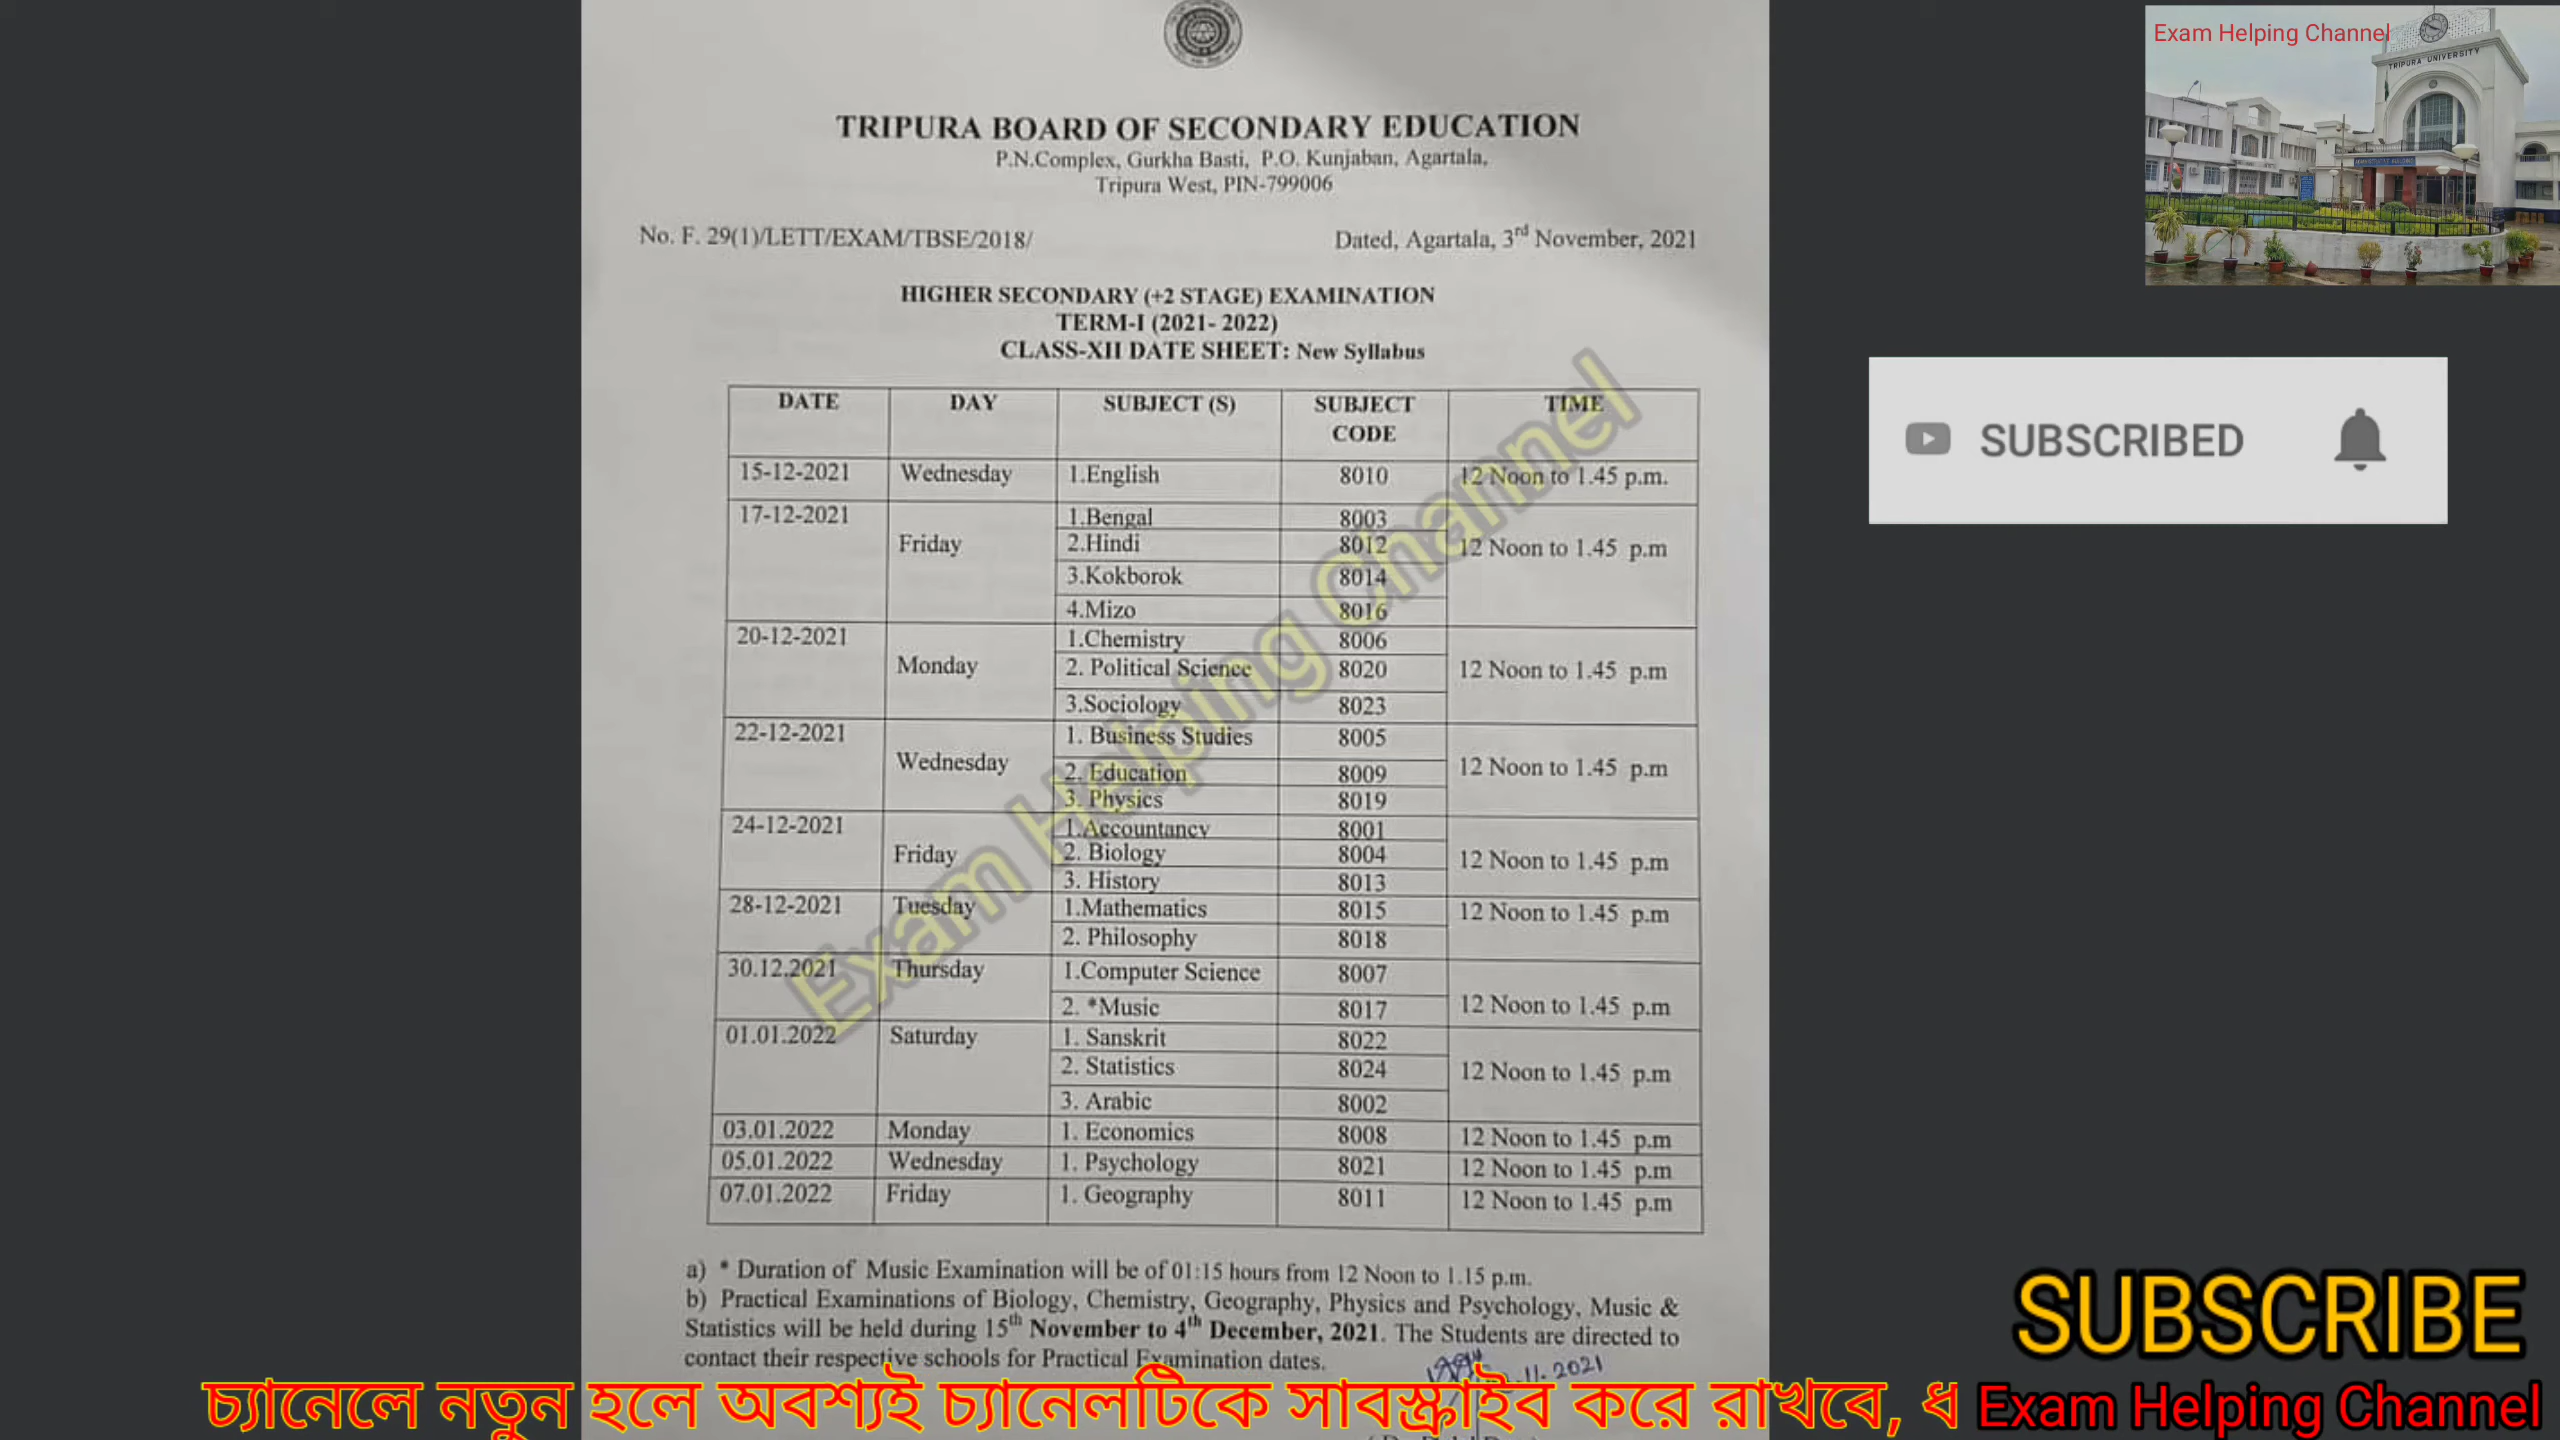 TRIPURA BOARD OF SECONDARY EDUCATION
P.N.Complex, Gurkha Basti, P.O. Kunjaban, Agartala,
Tripura West, PIN-799006
No. F. 29(1)/LETT/EXAM/TBSE/2018/ Dated, Agartala, 3rd November, 2021
HIGHER SECONDARY (+2 STAGE) EXAMINATION
TERM-I (2021- 2022)
CLASS-XII DATE SHEET: New Syllabus
DATE DAY SUBJECT (S) SUBJECT CODE TIME
15-12-2021 Wednesday 1.English 8010 12 Noon to 1.45 p.m.
17-12-2021 Friday 1.Bengal 8003 12 Noon to 1.45 p.m
2.Hindi 8012
3.Kokborok 8014
4.Mizo 8016
20-12-2021 Monday 1.Chemistry 8006 12 Noon to 1.45 p.m
2. Political Science 8020
3.Sociology 8023
22-12-2021 Wednesday 1. Business Studies 8005 12 Noon to 1.45 p.m
2. Education 8009
3. Physics 8019
24-12-2021 Friday 1.Accountancy 8001 12 Noon to 1.45 p.m
2. Biology 8004
3. History 8013
28-12-2021 Tuesday 1.Mathematics 8015 12 Noon to 1.45 p.m
2. Philosophy 8018
30.12.2021 Thursday 1.Computer Science 8007 12 Noon to 1.45 p.m
2. *Music 8017
01.01.2022 Saturday 1. Sanskrit 8022 12 Noon to 1.45 p.m
2. Statistics 8024
3. Arabic 8002
03.01.2022 Monday 1. Economics 8008 12 Noon to 1.45 p.m
05.01.2022 Wednesday 1. Psychology 8021 12 Noon to 1.45 p.m
07.01.2022 Friday 1. Geography 8011 12 Noon to 1.45 p.m
a) * Duration of Music Examination will be of 01:15 hours from 12 Noon to 1.15 p.m.
b) Practical Examinations of Biology, Chemistry, Geography, Physics and Psychology, Music &
Statistics will be held during 15th November to 4th December, 2021. The Students are directed to
contact their respective schools for Practical Examination dates.
11. 2021
Exam Helping Channel
Exam Helping Channel
TRIPURA UNIVERSITY
SUBSCRIBED
SUBSCRIBE
চ্যানেলে নতুন হলে অবশ্যই চ্যানেলটিকে সাবস্ক্রাইব করে রাখবে, ধ
Exam Helping Channel